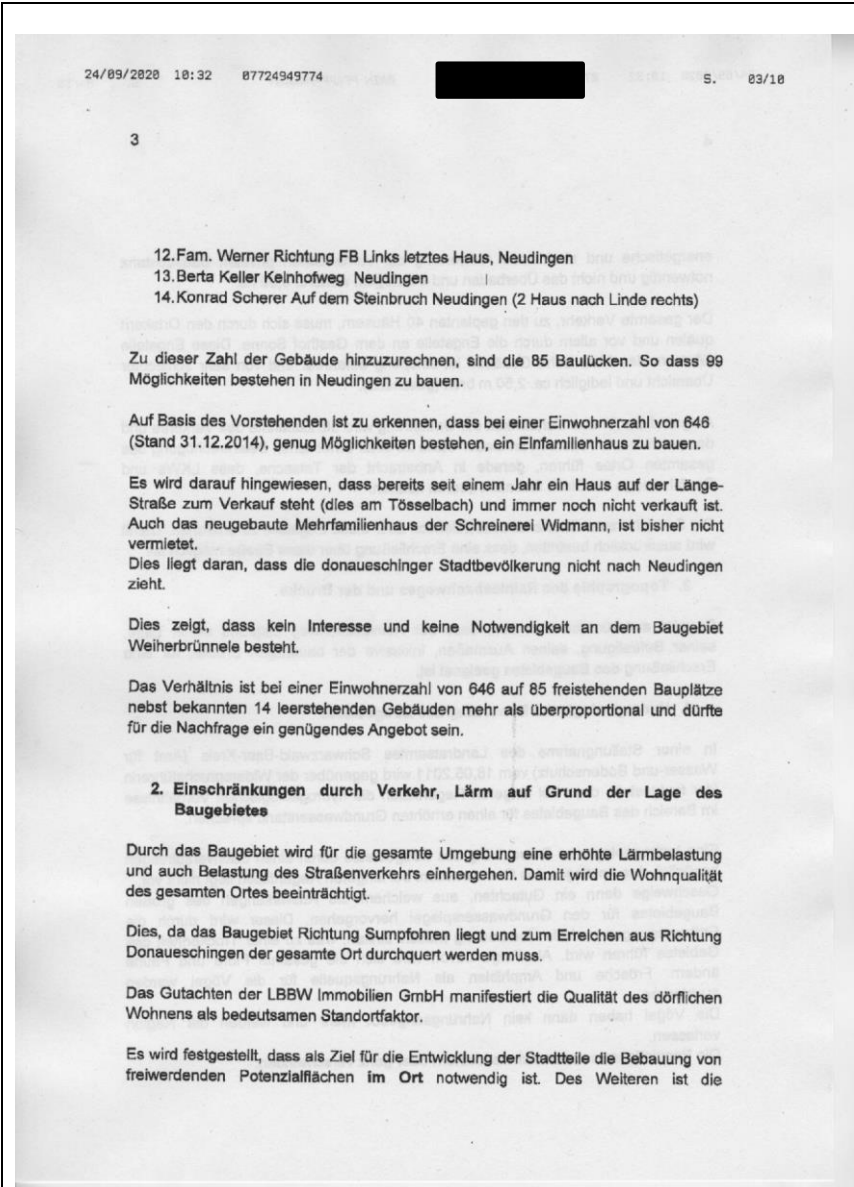 24/09/2020 10:32 07724949774 S. 03/10
3
12.Fam. Werner Richtung FB Links letztes Haus, Neudingen
13.Berta Keller Kelnhofweg Neudingen
14.Konrad Scherer Auf dem Steinbruch Neudingen (2 Haus nach Linde rechts)
Zu dieser Zahl der Gebäude hinzuzurechnen, sind die 85 Baulücken. So dass 99
Möglichkeiten bestehen in Neudingen zu bauen.
Auf Basis des Vorstehenden ist zu erkennen, dass bei einer Einwohnerzahl von 646
(Stand 31.12.2014), genug Möglichkeiten bestehen, ein Einfamilienhaus zu bauen.
Es wird darauf hingewiesen, dass bereits seit einem Jahr ein Haus auf der Länge-
Straße zum Verkauf steht (dies am Tösselbach) und immer noch nicht verkauft ist.
Auch das neugebaute Mehrfamilienhaus der Schreinerei Widmann, ist bisher nicht
vermietet.
Dies liegt daran, dass die donaueschinger Stadtbevölkerung nicht nach Neudingen
zieht.
Dies zeigt, dass kein Interesse und keine Notwendigkeit an dem Baugebiet
Weiherbrünnele besteht.
Das Verhältnis ist bei einer Einwohnerzahl von 646 auf 85 freistehenden Bauplätze
nebst bekannten 14 leerstehenden Gebäuden mehr als überproportional und dürfte
für die Nachfrage ein genügendes Angebot sein.
2. Einschränkungen durch Verkehr, Lärm auf Grund der Lage des
Baugebietes
Durch das Baugebiet wird für die gesamte Umgebung eine erhöhte Lärmbelastung
und auch Belastung des Straßenverkehrs einhergehen. Damit wird die Wohnqualität
des gesamten Ortes beeinträchtigt.
Dies, da das Baugebiet Richtung Sumpfohren liegt und zum Erreichen aus Richtung
Donaueschingen der gesamte Ort durchquert werden muss.
Das Gutachten der LBBW Immobilien GmbH manifestiert die Qualität des dörflichen
Wohnens als bedeutsamen Standortfaktor.
Es wird festgestellt, dass als Ziel für die Entwicklung der Stadtteile die Bebauung von
freiwerdenden Potenzialflächen im Ort notwendig ist. Des Weiteren ist die